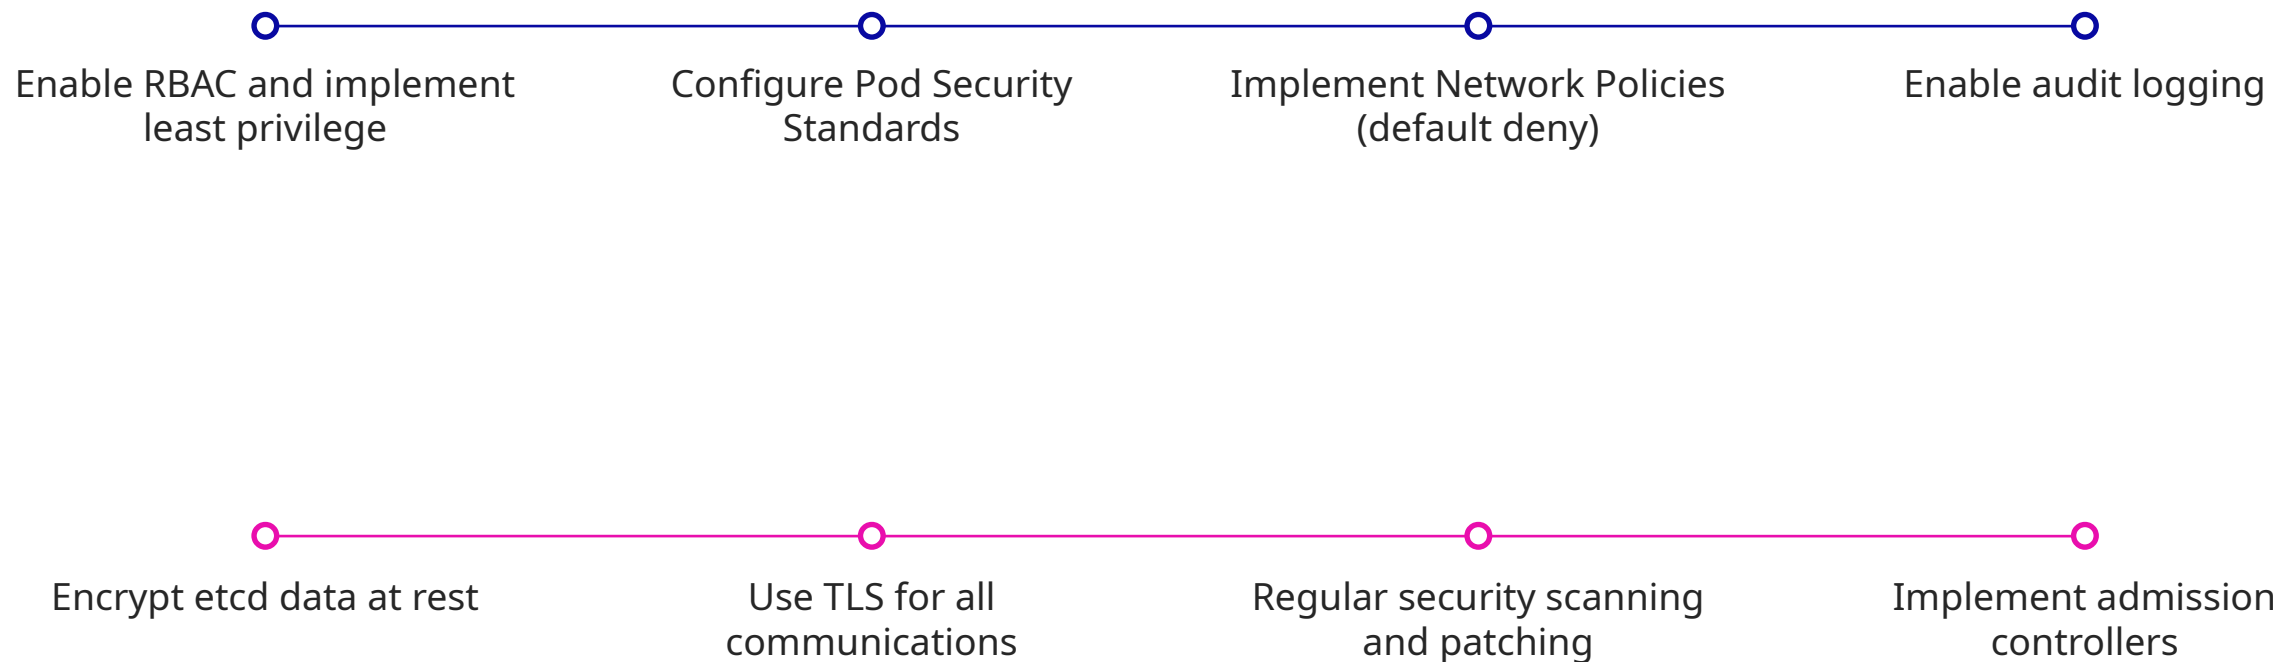 Enable RBAC and implement
least privilege
Configure Pod Security
Standards
Implement Network Policies
(default deny)
Enable audit logging
Encrypt etcd data at rest
Use TLS for all
communications
Regular security scanning
and patching
Implement admission
controllers